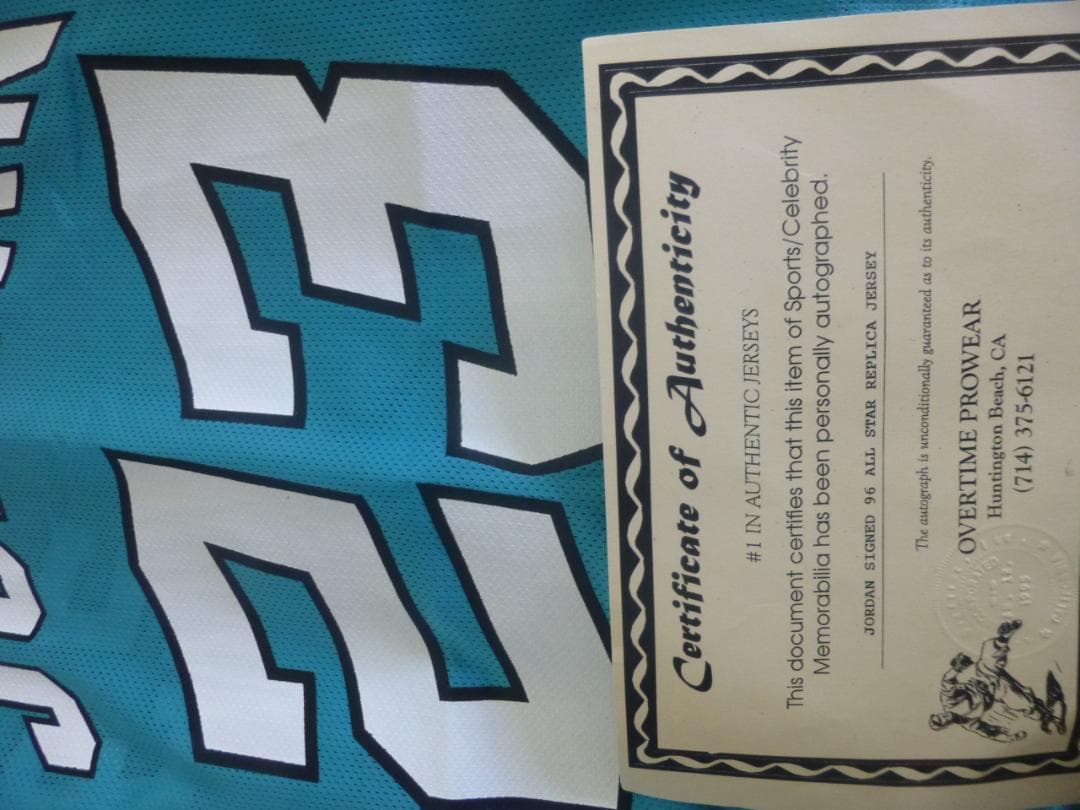 JORDAN
23
Certificate of Authenticity
#1 IN AUTHENTIC JERSEYS
This document certifies that this item of Sports/Celebrity
Memorabilia has been personally autographed.
JORDAN SIGNED 96 ALL STAR REPLICA JERSEY
The autograph is unconditionally guaranteed as to its authenticity.
OVERTIME PROWEAR
Huntington Beach, CA
(714) 375-6121